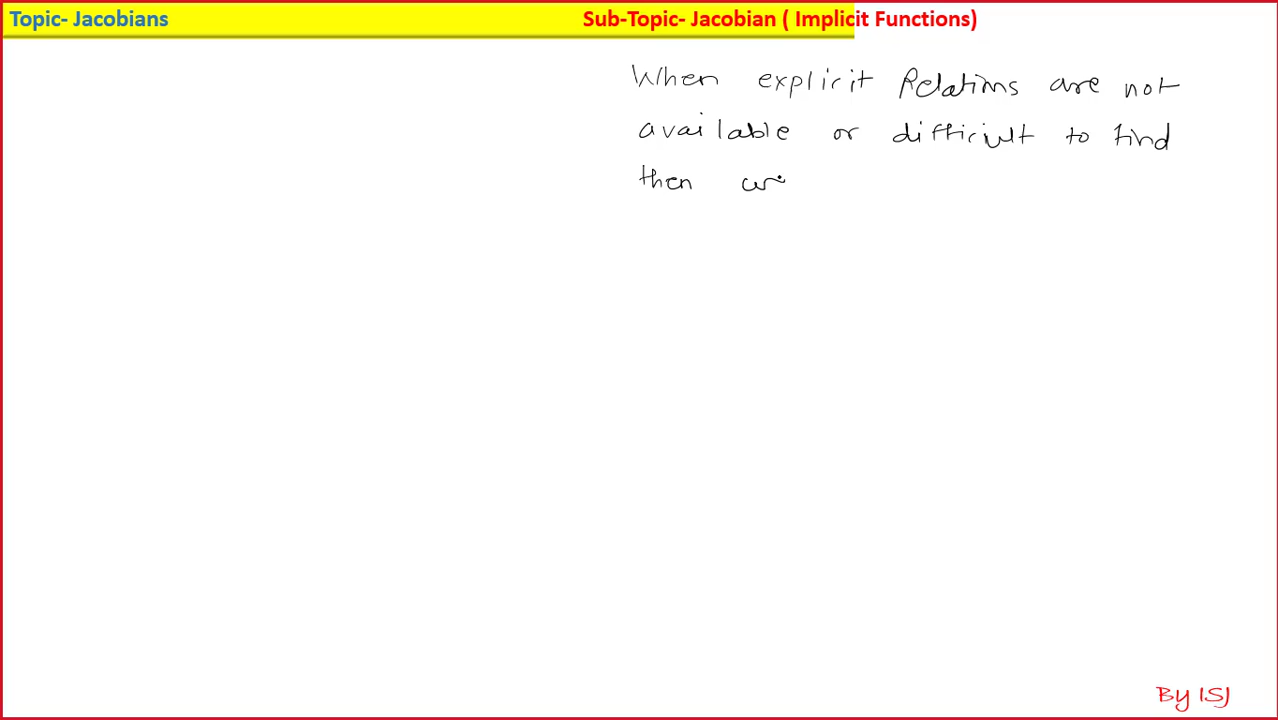 Topic- Jacobians
Sub-Topic- Jacobian ( Implicit Functions)
When explicit Relations are not
available or difficult to find
then
By ISJ